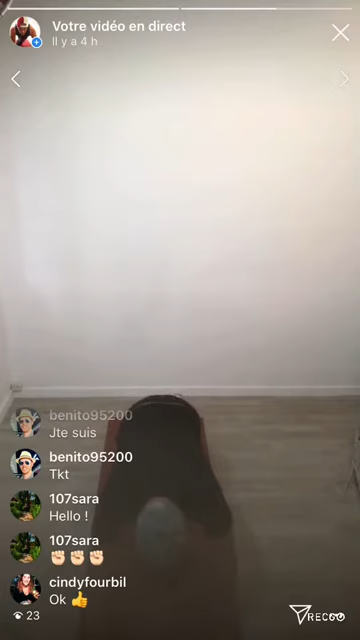 Votre vidéo en direct
Il y a 4 h
benito95200
Jte suis
benito95200
Tkt
107sara
Hello !
107sara
✊🏻✊🏻✊🏻
cindyfourbil
Ok 👍
23